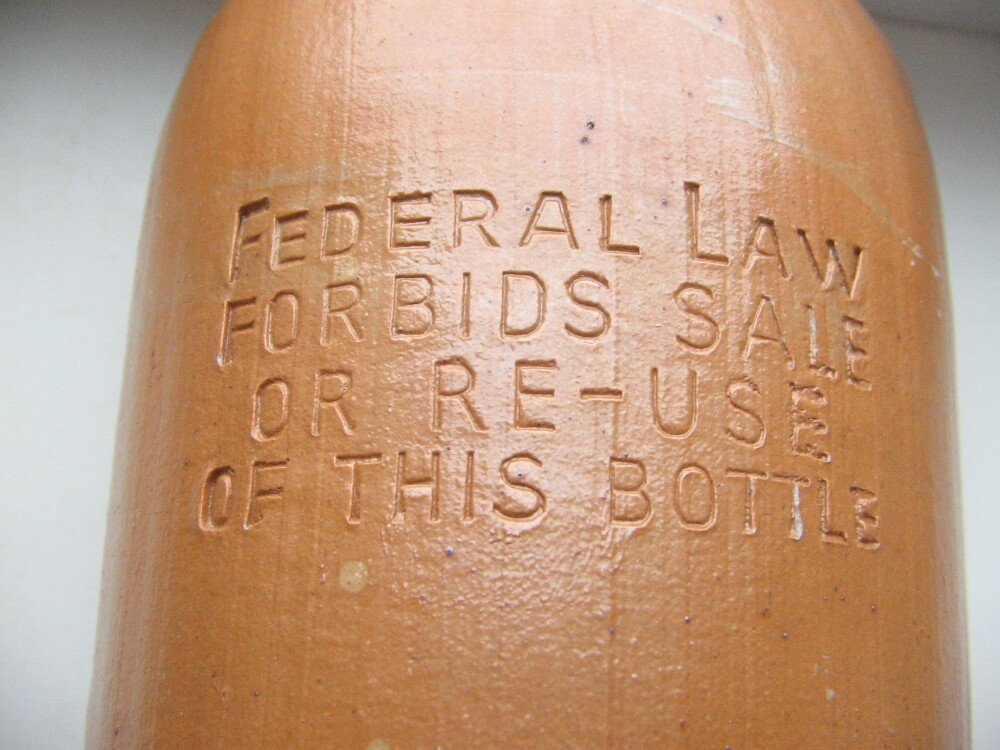 FEDERAL LAW
FORBIDS SALE
OR RE-USE
OF THIS BOTTLE